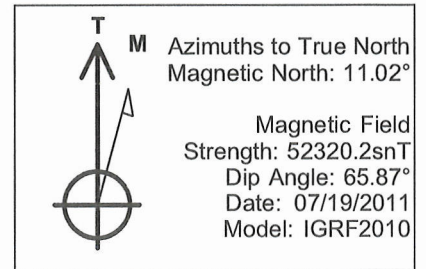 T
M
Azimuths to True North
Magnetic North: 11.02°
Magnetic Field
Strength: 52320.2snT
Dip Angle: 65.87°
Date: 07/19/2011
Model: IGRF2010